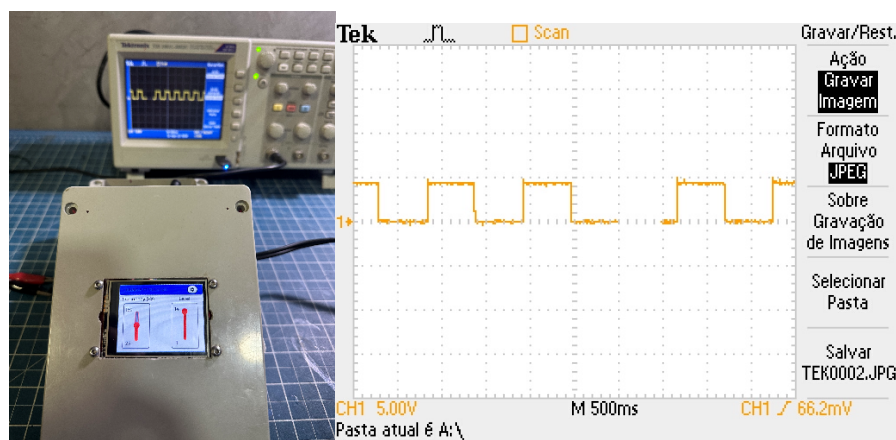 Tektronix
Tek
Scan
Gravar/Rest.
Ação
Gravar
Imagem
Formato
Arquivo
JPEG
Sobre
Gravação
de Imagens
Selecionar
Pasta
Salvar
TEK0002.JPG
1
CH1 5.00V
M 500ms
CH1
66.2mV
Pasta atual é A:\